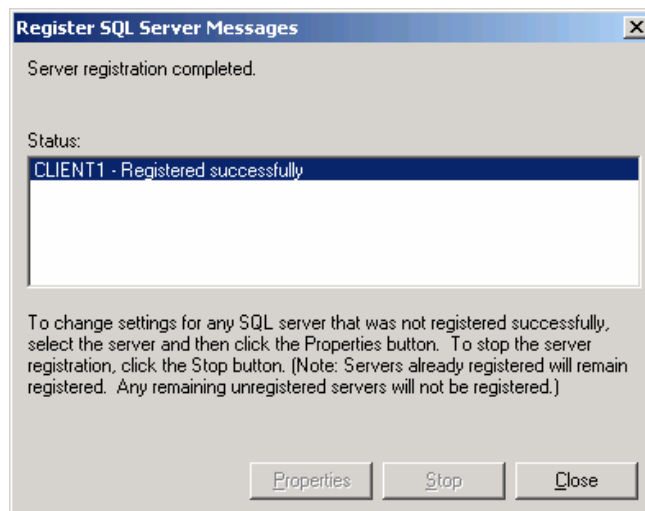 Register SQL Server Messages
Server registration completed.
Status:
CLIENT1 - Registered successfully
To change settings for any SQL server that was not registered successfully,
select the server and then click the Properties button.  To stop the server
registration, click the Stop button. (Note: Servers already registered will remain
registered.  Any remaining unregistered servers will not be registered.)
Properties
Stop
Close